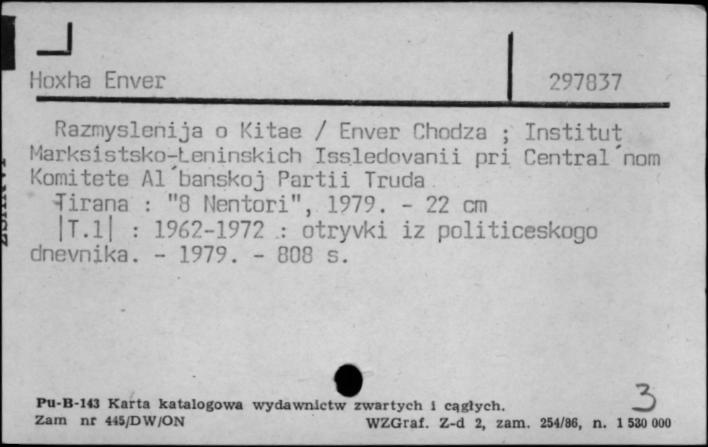 Hoxha Enver 297837
Razmyslenija o Kitae / Enver Chodza ; Institut
Marksistsko-Łeninskich Issledovanii pri Central´nom
Komitete Al´banskoj Partii Truda
Tirana : "8 Nentori", 1979. - 22 cm
|T.1| : 1962-1972 : otryvki iz politiceskogo
dnevnika. - 1979. - 808 s.
3
Pu-B-143 Karta katalogowa wydawnictw zwartych i ciągłych.
Zam nr 445/DW/ON WZGraf. Z-d 2, zam. 254/86, n. 1 530 000